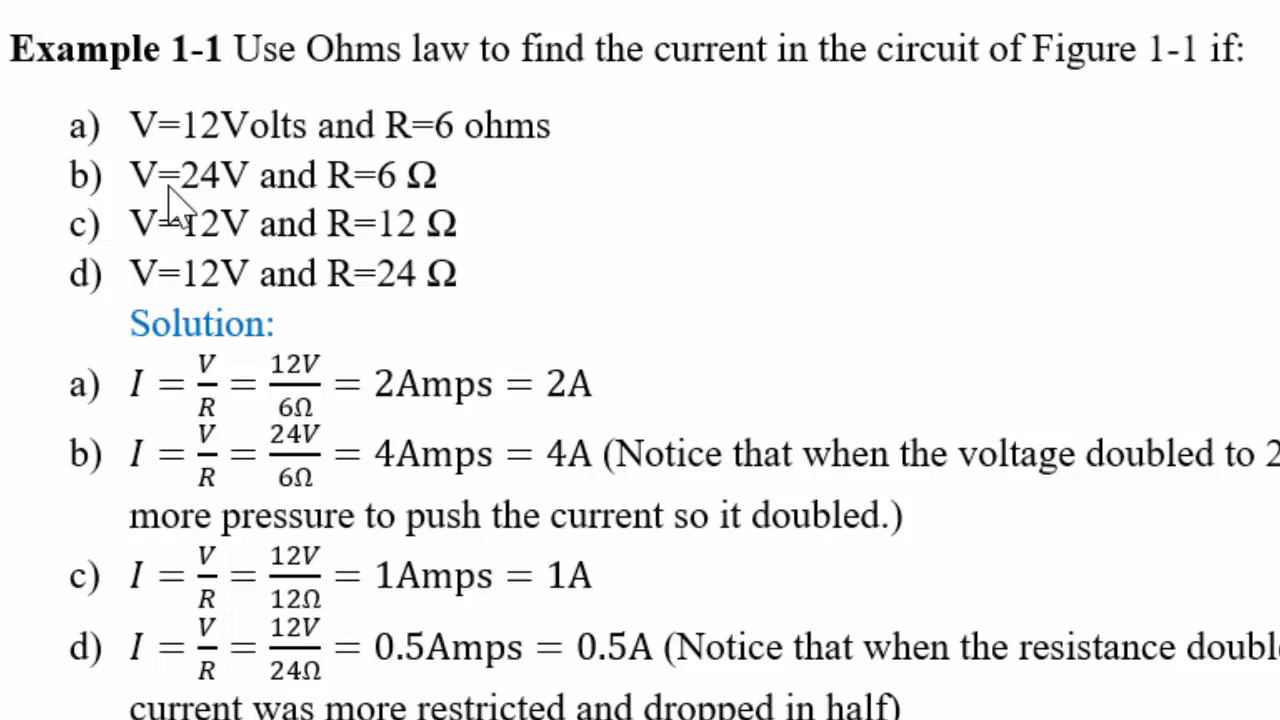 Example 1-1 Use Ohms law to find the current in the circuit of Figure 1-1 if:
a) V=12Volts and R=6 ohms
b) V=24V and R=6 Ω
c) V=12V and R=12 Ω
d) V=12V and R=24 Ω
Solution:
a) I = V/R = 12V/6Ω = 2Amps = 2A
b) I = V/R = 24V/6Ω = 4Amps = 4A (Notice that when the voltage doubled to 2
more pressure to push the current so it doubled.)
c) I = V/R = 12V/12Ω = 1Amps = 1A
d) I = V/R = 12V/24Ω = 0.5Amps = 0.5A (Notice that when the resistance doubl
current was more restricted and dropped in half)